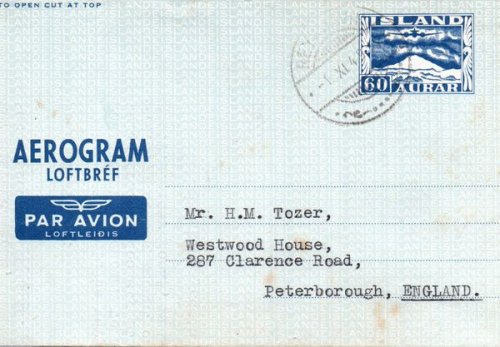 TO OPEN CUT AT TOP
ISLAND
60 AURAR
AEROGRAM
LOFTBRÉF
PAR AVION
LOFTLEIÐIS
Mr. H.M. Tozer,
Westwood House,
287 Clarence Road,
Peterborough, ENGLAND.